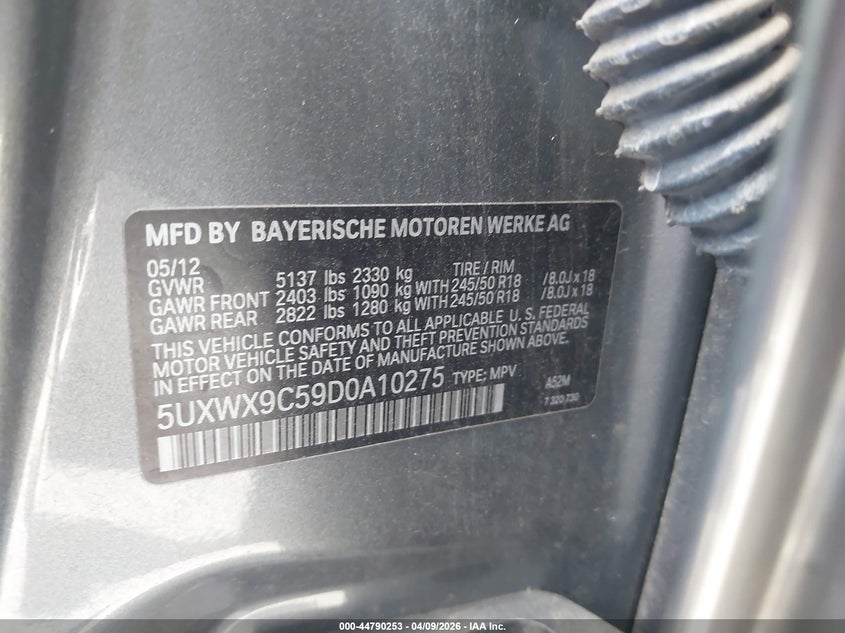 MFD BY BAYERISCHE MOTOREN WERKE AG
05/12 TIRE / RIM
GVWR 5137 lbs 2330 kg
GAWR FRONT 2403 lbs 1090 kg WITH 245/50 R18 /8.0J x 18
GAWR REAR 2822 lbs 1280 kg WITH 245/50 R18 /8.0J x 18
THIS VEHICLE CONFORMS TO ALL APPLICABLE U.S. FEDERAL
MOTOR VEHICLE SAFETY AND THEFT PREVENTION STANDARDS
IN EFFECT ON THE DATE OF MANUFACTURE SHOWN ABOVE.
5UXWX9C59D0A10275 TYPE: MPV A52M
7 320 730
000-44790253 - 04/09/2026 - IAA Inc.